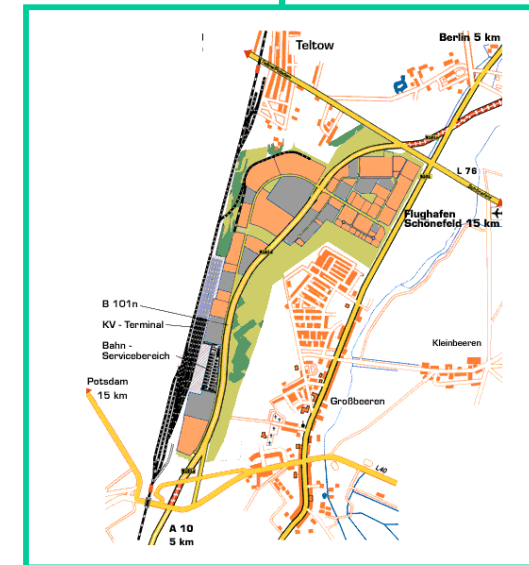 Teltow
Berlin 5 km
L 76
Flughafen
Schönefeld 15 km
B 101n
KV - Terminal
Bahn -
Servicebereich
Kleinbeeren
Potsdam
15 km
Großbeeren
L40
A 10
5 km